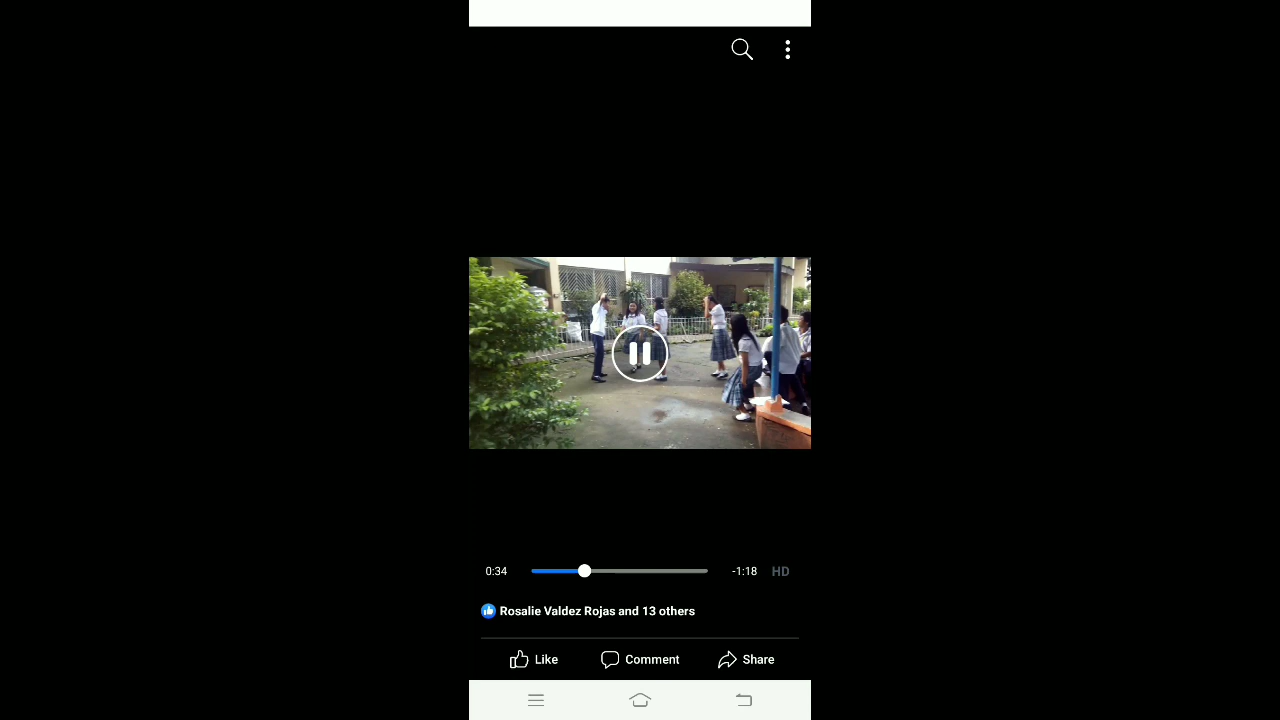 0:34 -1:18 HD
Rosalie Valdez Rojas and 13 others
Like Comment Share